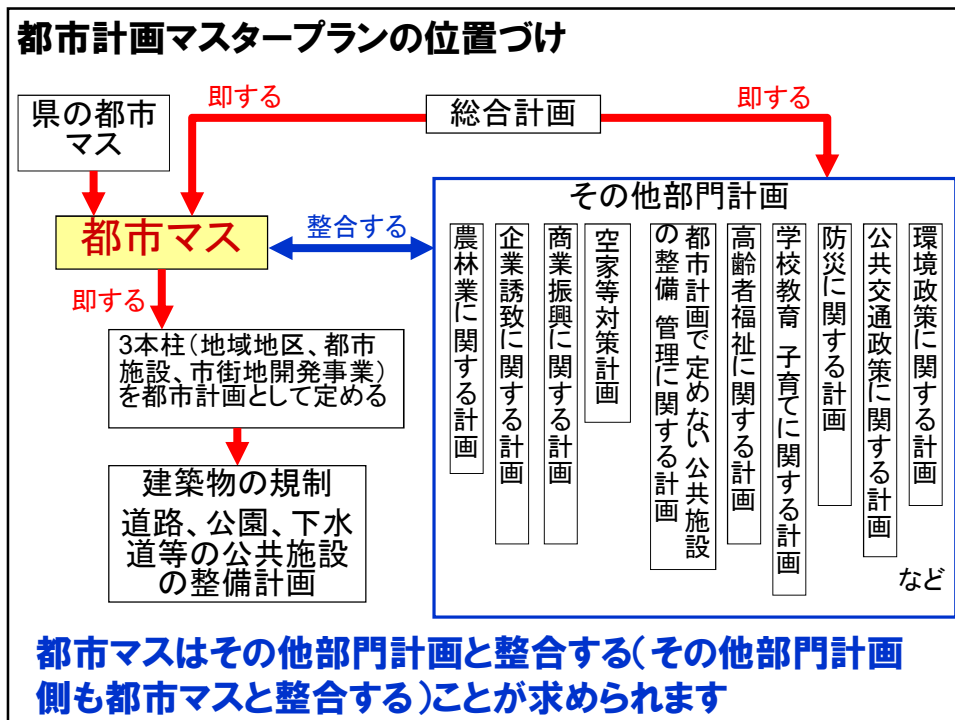 都市計画マスタープランの位置づけ
即する
総合計画
即する
県の都市
マス
都市マス
整合する
即する
3本柱(地域地区、都市
施設、市街地開発事業)
を都市計画として定める
建築物の規制
道路、公園、下水
道等の公共施設
の整備計画
その他部門計画
農林業に関する計画
企業誘致に関する計画
商業振興に関する計画
空家等対策計画
都市計画で定めない公共施設
の整備 管理に関する計画
高齢者福祉に関する計画
学校教育 子育てに関する計画
防災に関する計画
公共交通政策に関する計画
環境政策に関する計画
など
都市マスはその他部門計画と整合する(その他部門計画
側も都市マスと整合する)ことが求められます